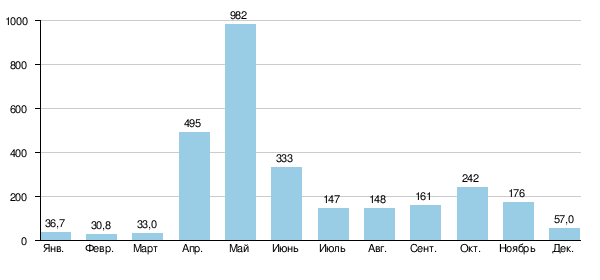 982
1000
800
600
495
400
333
242
200
147
148
161
176
36,7
30,8
33,0
57,0
0
Янв.
Февр.
Март
Апр.
Май
Июнь
Июль
Авг.
Сент.
Окт.
Ноябрь
Дек.